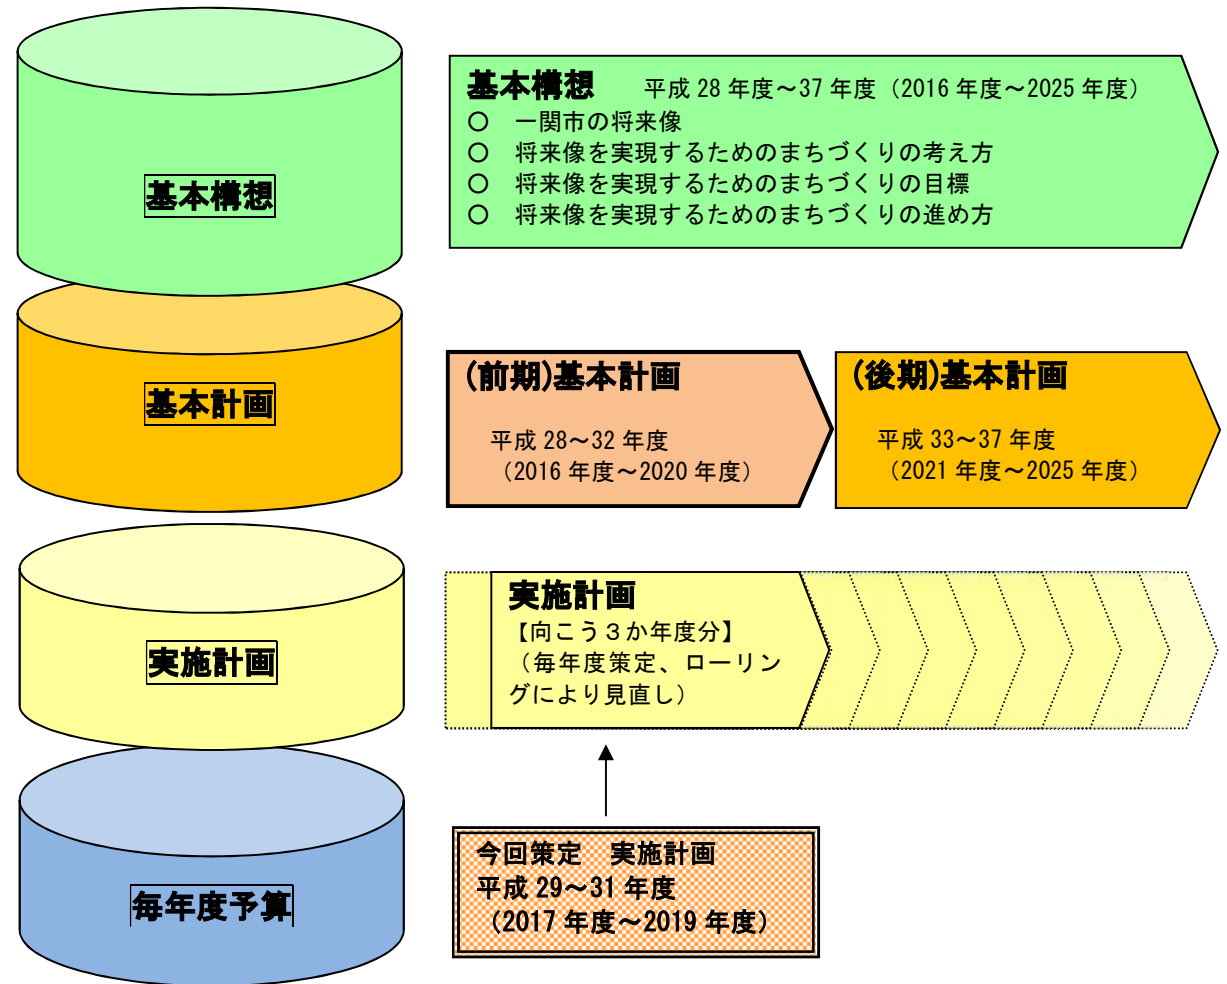 基本構想
基本構想　平成 28 年度～37 年度（2016 年度～2025 年度）
○　一関市の将来像
○　将来像を実現するためのまちづくりの考え方
○　将来像を実現するためのまちづくりの目標
○　将来像を実現するためのまちづくりの進め方
基本計画
(前期)基本計画
平成 28～32 年度
（2016 年度～2020 年度）
(後期)基本計画
平成 33～37 年度
（2021 年度～2025 年度）
実施計画
実施計画
【向こう３か年度分】
（毎年度策定、ローリン
グにより見直し）
毎年度予算
今回策定　実施計画
平成 29～31 年度
（2017 年度～2019 年度）